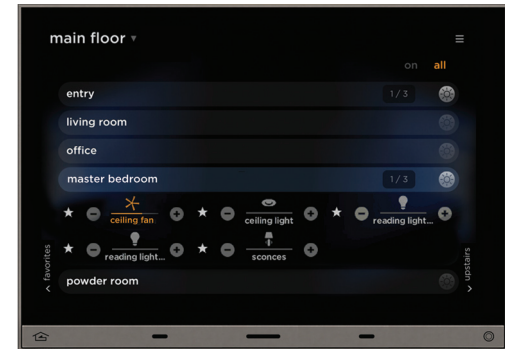 main floor
on all
entry 1/3
living room
office
master bedroom 1/3
ceiling fan ceiling light reading light...
reading light... sconces
favorites
upstairs
powder room